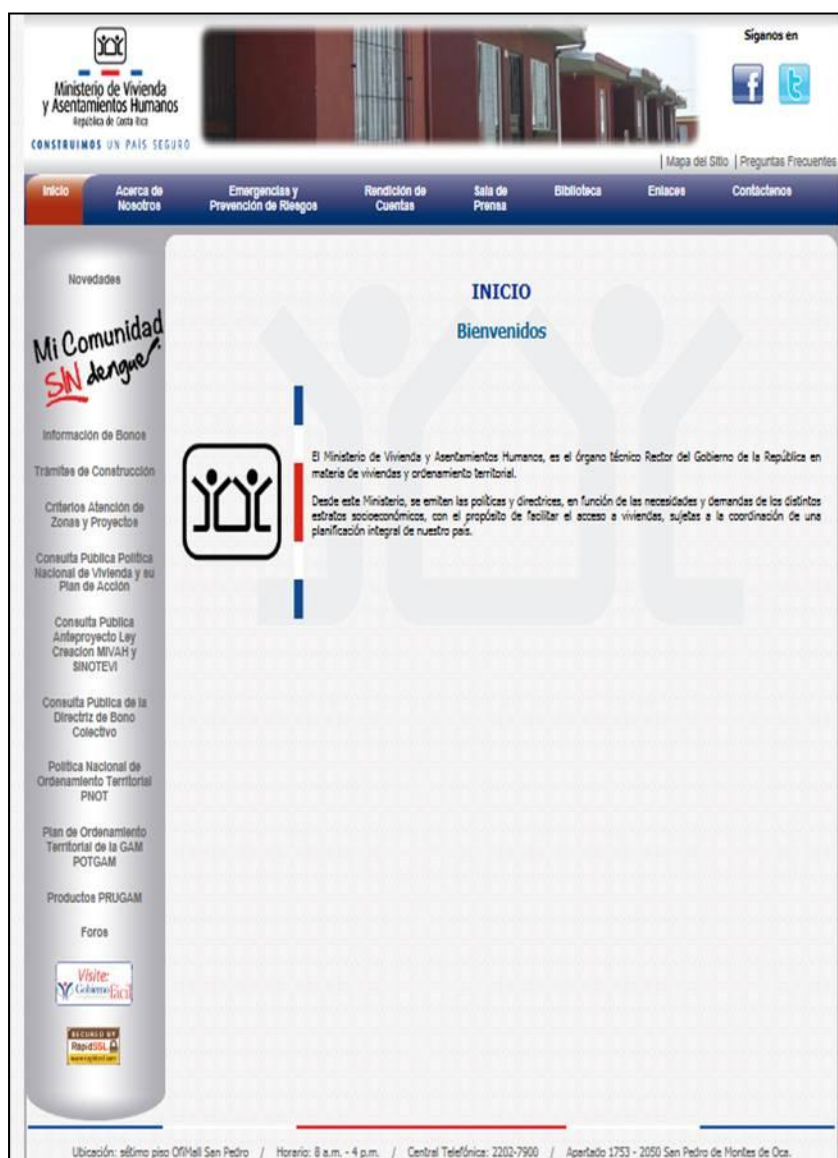 Ministerio de Vivienda
y Asentamientos Humanos
República de Costa Rica
CONSTRUIMOS UN PAÍS SEGURO
Síganos en
| Mapa del Sitio | Preguntas Frecuentes
Inicio
Acerca de
Nosotros
Emergencias y
Prevención de Riesgos
Rendición de
Cuentas
Sala de
Prensa
Biblioteca
Enlaces
Contáctenos
Novedades
Mi Comunidad
SIN dengue
Información de Bonos
Trámites de Construcción
Criterios Atención de
Zonas y Proyectos
Consulta Pública Política
Nacional de Vivienda y su
Plan de Acción
Consulta Pública
Anteproyecto Ley
Creacion MIVAH y
SINOTEVI
Consulta Pública de la
Directriz de Bono
Colectivo
Política Nacional de
Ordenamiento Territorial
PNOT
Plan de Ordenamiento
Territorial de la GAM
POTGAM
Productos PRUGAM
Foros
Visite:
Gobierno fácil
SECURED BY
RapidSSL
INICIO
Bienvenidos
El Ministerio de Vivienda y Asentamientos Humanos, es el órgano técnico Rector del Gobierno de la República en
materia de viviendas y ordenamiento territorial.
Desde este Ministerio, se emiten las políticas y directrices, en función de las necesidades y demandas de los distintos
estratos socioeconómicos, con el propósito de facilitar el acceso a viviendas, sujetas a la coordinación de una
planificación integral de nuestro país.
Ubicación: sétimo piso OfiMall San Pedro / Horario: 8 a.m. - 4 p.m. / Central Telefónica: 2202-7900 / Apartado 1753 - 2050 San Pedro de Montes de Oca.